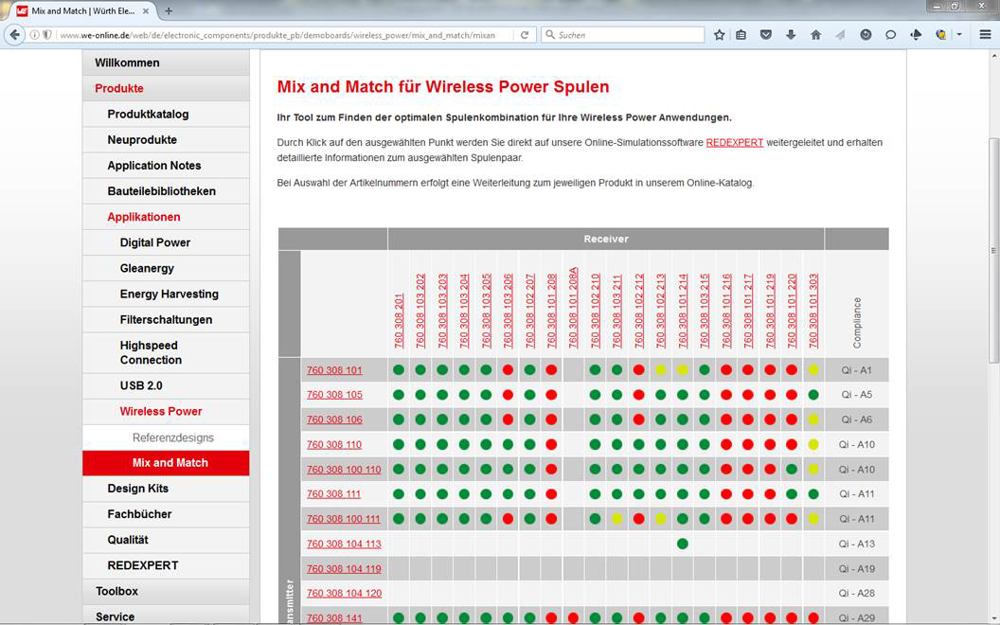 Mix and Match | Würth Ele...
www.we-online.de/web/de/electronic_components/produkte_pb/demoboards/wireless_power/mix_and_match/mixan
Suchen
Willkommen
Produkte
Produktkatalog
Neuprodukte
Application Notes
Bauteilebibliotheken
Applikationen
Digital Power
Gleanergy
Energy Harvesting
Filterschaltungen
Highspeed
Connection
USB 2.0
Wireless Power
Referenzdesigns
Mix and Match
Design Kits
Fachbücher
Qualität
REDEXPERT
Toolbox
Service
Mix and Match für Wireless Power Spulen
Ihr Tool zum Finden der optimalen Spulenkombination für Ihre Wireless Power Anwendungen.
Durch Klick auf den ausgewählten Punkt werden Sie direkt auf unsere Online-Simulationssoftware REDEXPERT weitergeleitet und erhalten
detaillierte Informationen zum ausgewählten Spulenpaar.
Bei Auswahl der Artikelnummern erfolgt eine Weiterleitung zum jeweiligen Produkt in unserem Online-Katalog.
Receiver
760 308 201
760 308 103 202
760 308 103 203
760 308 103 204
760 308 103 205
760 308 103 206
760 308 102 207
760 308 101 208
760 308 101 208A
760 308 102 210
760 308 103 211
760 308 102 212
760 308 102 213
760 308 101 214
760 308 103 215
760 308 101 216
760 308 101 217
760 308 101 219
760 308 101 220
760 308 101 303
Compliance
760 308 101 Qi - A1
760 308 105 Qi - A5
760 308 106 Qi - A6
760 308 110 Qi - A10
760 308 100 110 Qi - A10
760 308 111 Qi - A11
760 308 100 111 Qi - A11
760 308 104 113 Qi - A13
760 308 104 119 Qi - A19
760 308 104 120 Qi - A28
760 308 141 Qi - A29
ansmitter